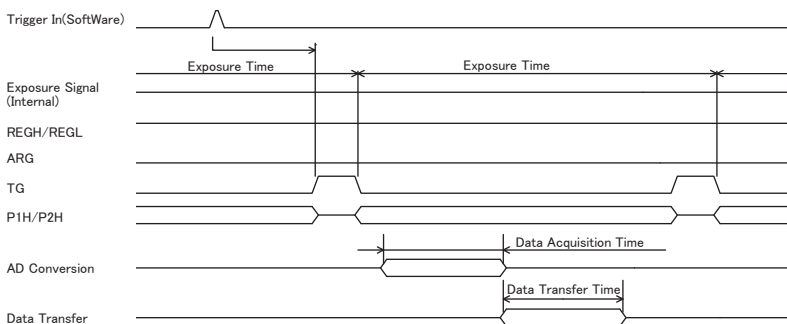 Trigger In(SoftWare)
Exposure Time
Exposure Time
Exposure Signal
(Internal)
REGH/REGL
ARG
TG
P1H/P2H
Data Acquisition Time
AD Conversion
Data Transfer Time
Data Transfer